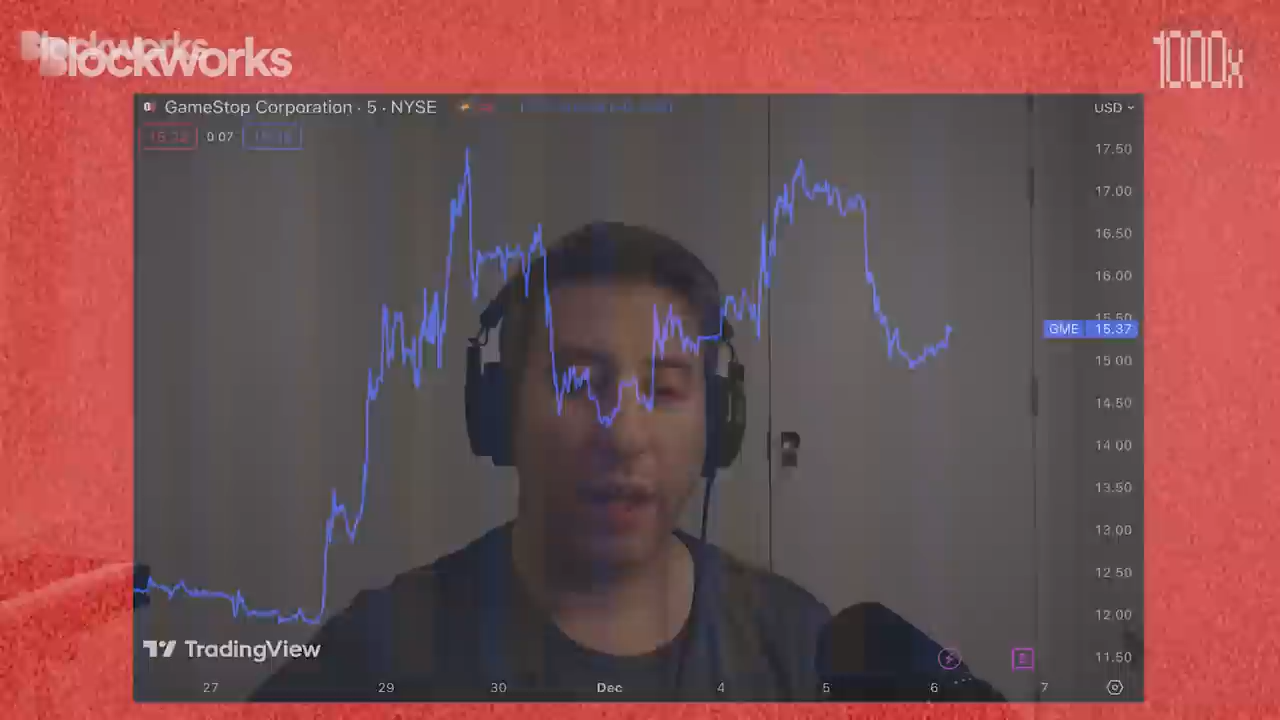 Blockworks
1000x
GameStop Corporation · 5 · NYSE
USD
0.07
17.50
17.00
16.50
16.00
15.50
GME 15.37
15.00
14.50
14.00
13.50
13.00
12.50
12.00
11.50
TradingView
27 29 30 Dec 4 5 6 7